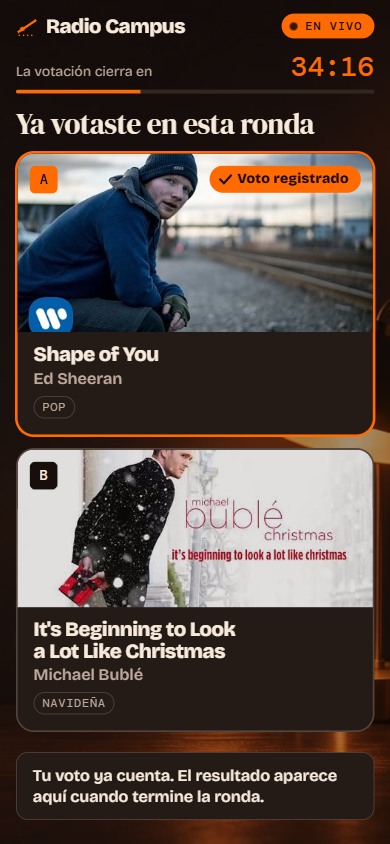 Radio Campus
EN VIVO
La votación cierra en
34:16
Ya votaste en esta ronda
A
Voto registrado
Shape of You
Ed Sheeran
POP
B
michael
bublé
christmas
it's beginning to look a lot like christmas
It's Beginning to Look
a Lot Like Christmas
Michael Bublé
NAVIDEÑA
Tu voto ya cuenta. El resultado aparece
aquí cuando termine la ronda.